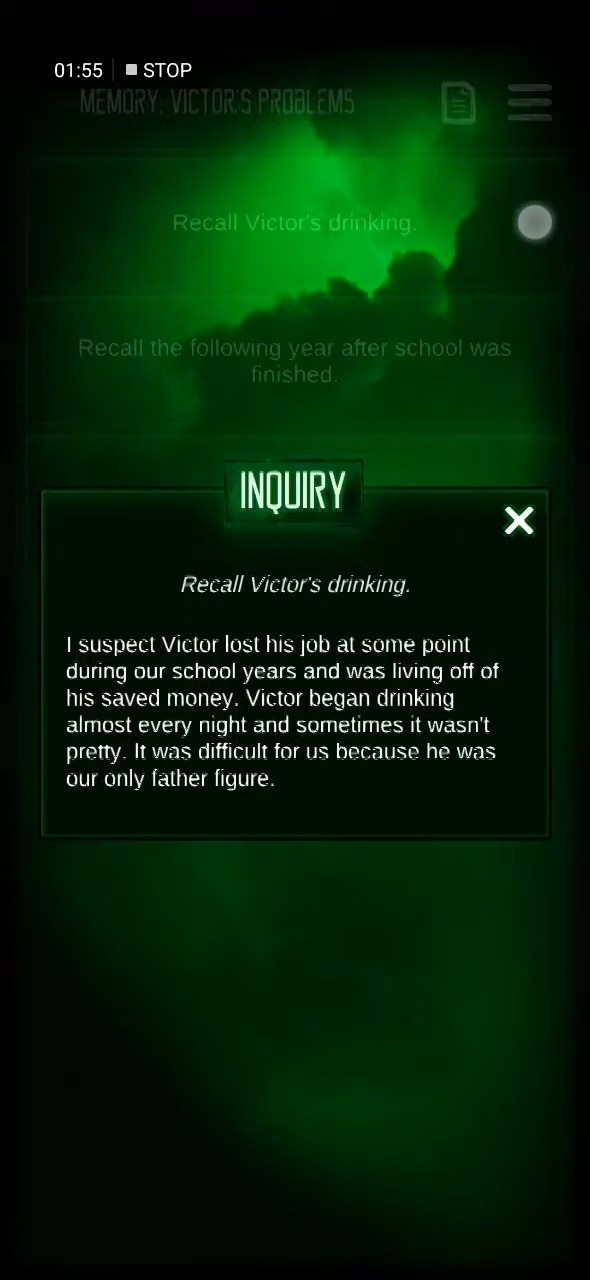 01:55 STOP
MEMORY: VICTOR'S PROBLEMS
Recall Victor's drinking.
Recall the following year after school was
finished.
INQUIRY
Recall Victor's drinking.
I suspect Victor lost his job at some point
during our school years and was living off of
his saved money. Victor began drinking
almost every night and sometimes it wasn't
pretty. It was difficult for us because he was
our only father figure.